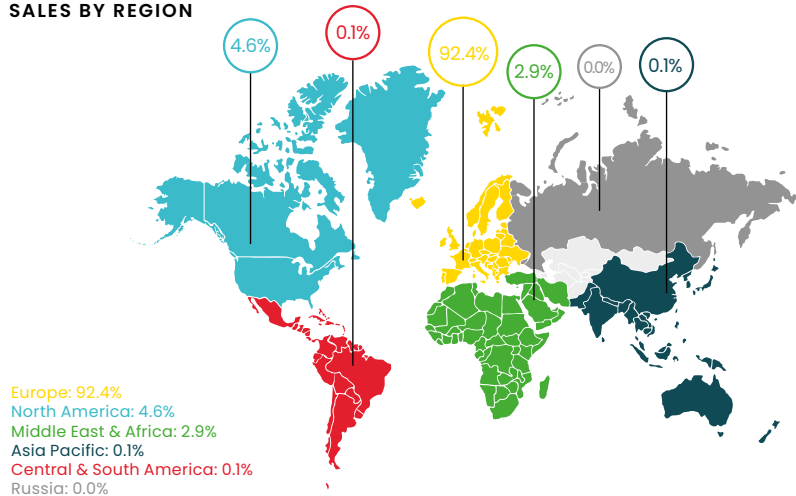 SALES BY REGION
4.6%
0.1%
92.4%
2.9%
0.0%
0.1%
Europe: 92.4%
North America: 4.6%
Middle East & Africa: 2.9%
Asia Pacific: 0.1%
Central & South America: 0.1%
Russia: 0.0%